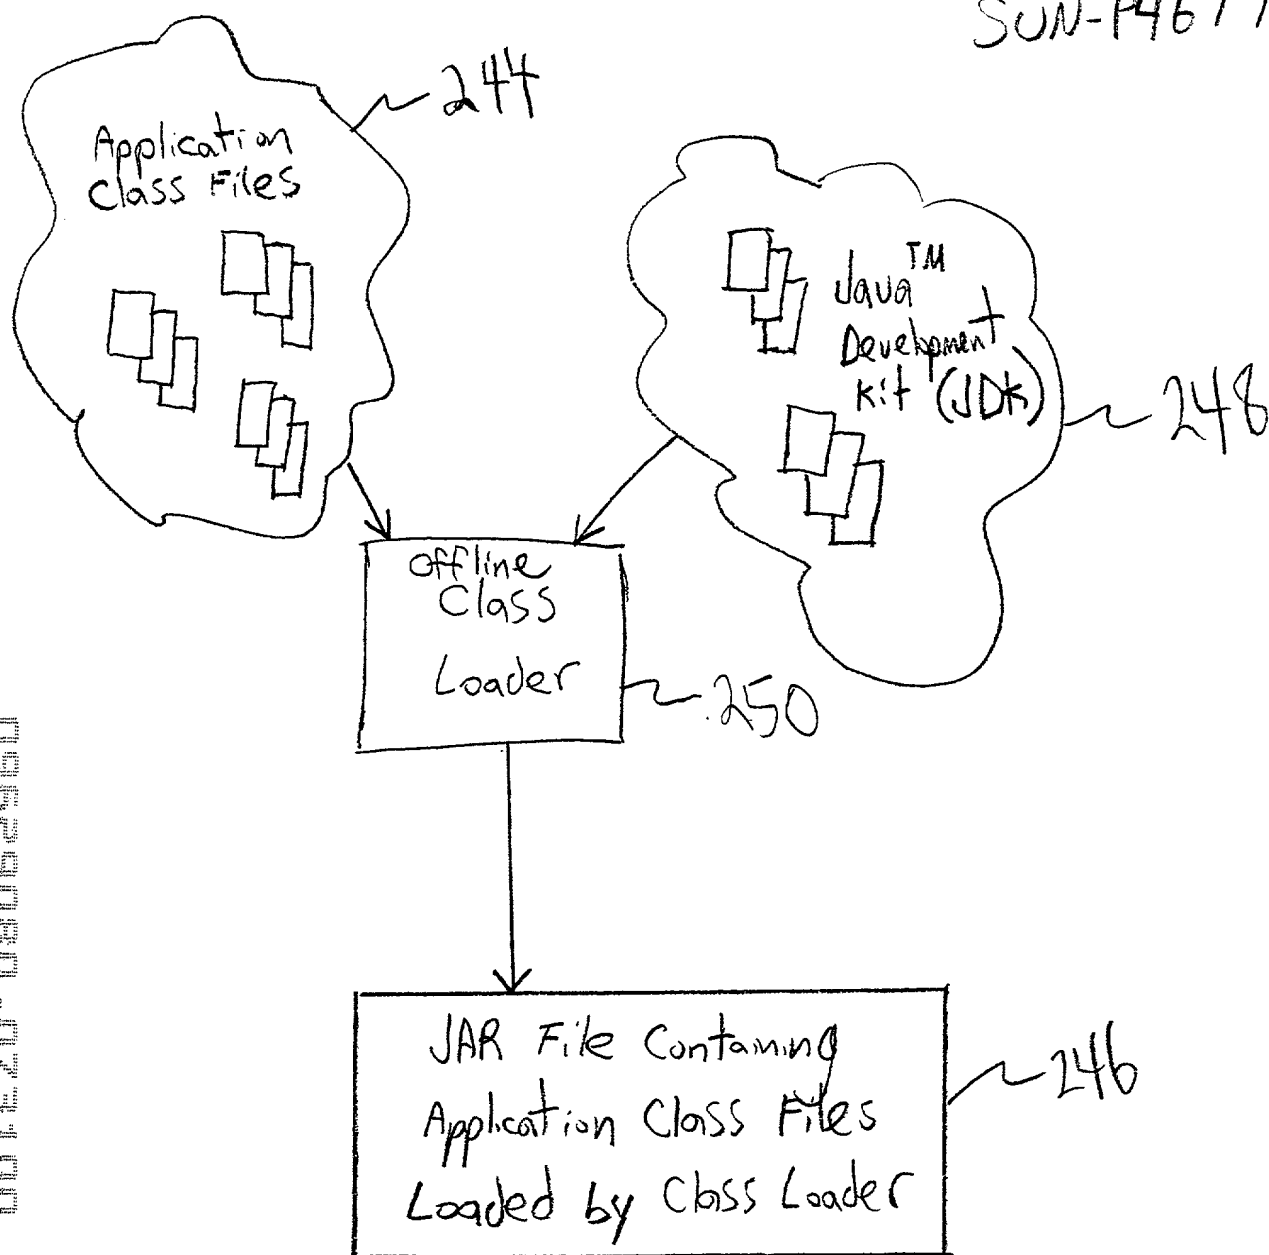 SUN-P4677
244
Application
Class Files
Java™
Development
Kit (JDK)
248
Offline
Class
Loader
250
JAR File Containing
Application Class Files
Loaded by Class Loader
246